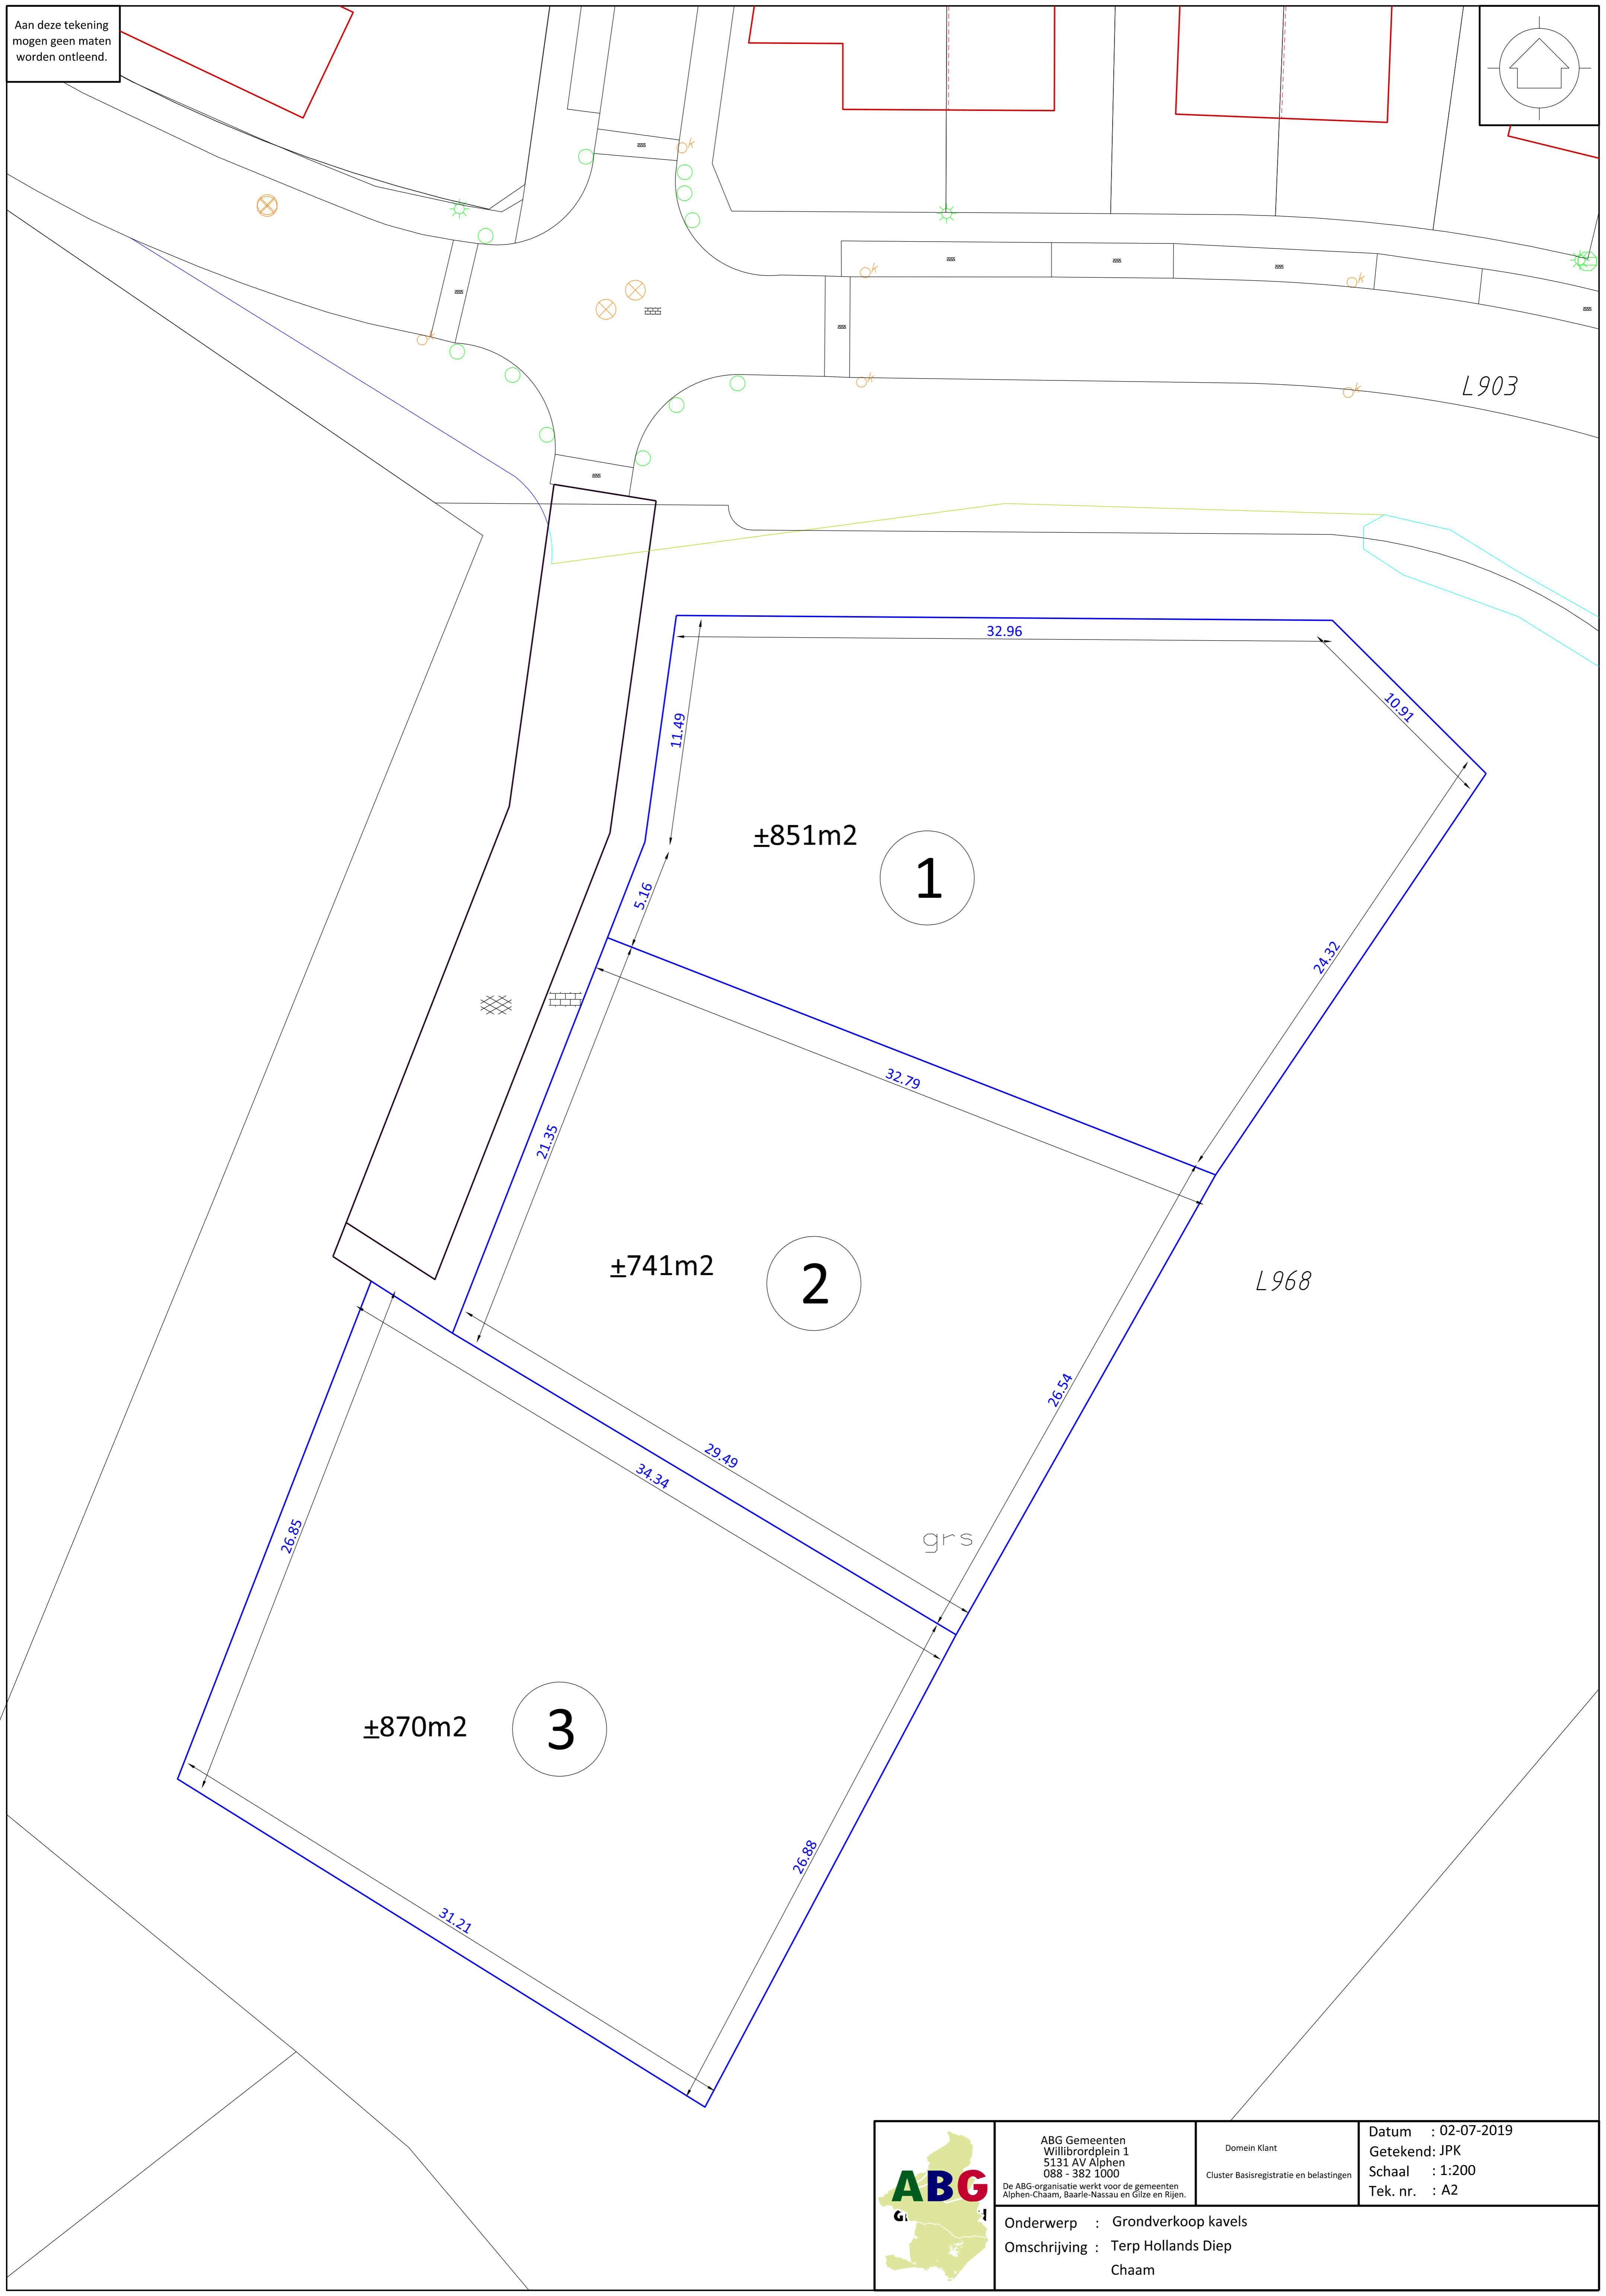 Aan deze tekening
mogen geen maten
worden ontleend.
k
k
k
k
k
k
L903
32.96
10.91
11.49
±851m2
1
5.16
24.32
32.79
21.35
±741m2
2
L968
26.54
29.49
34.34
grs
26.85
±870m2
3
26.88
31.21
ABG
ABG Gemeenten
Willibrordplein 1
5131 AV Alphen
088 - 382 1000
De ABG-organisatie werkt voor de gemeenten
Alphen-Chaam, Baarle-Nassau en Gilze en Rijen.
Domein Klant
Cluster Basisregistratie en belastingen
Datum : 02-07-2019
Getekend: JPK
Schaal : 1:200
Tek. nr. : A2
Onderwerp : Grondverkoop kavels
Omschrijving : Terp Hollands Diep
Chaam